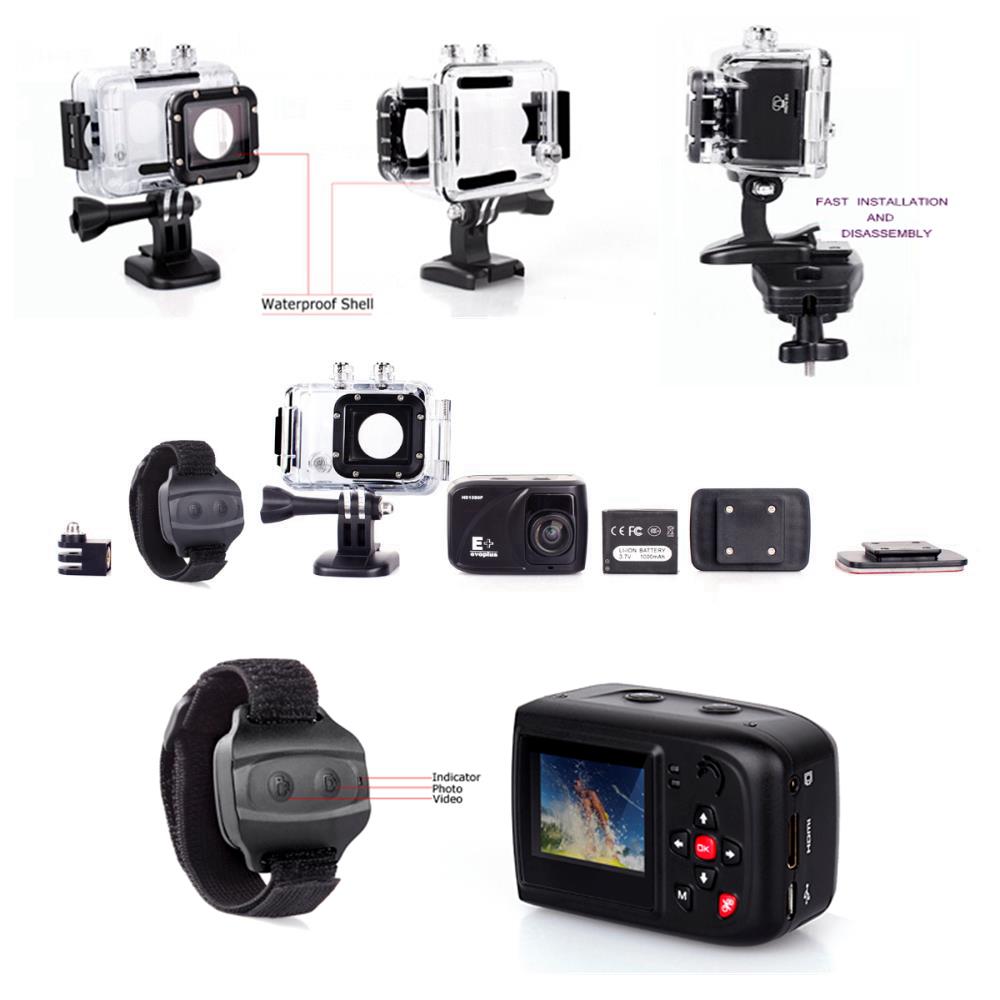 Waterproof Shell
FAST INSTALLATION
AND
DISASSEMBLY
HD1080P
E+
evoplus
CE FC
LI-ION BATTERY
3.7V 1000mAh
Indicator
Photo
Video
OK
M
HDMI